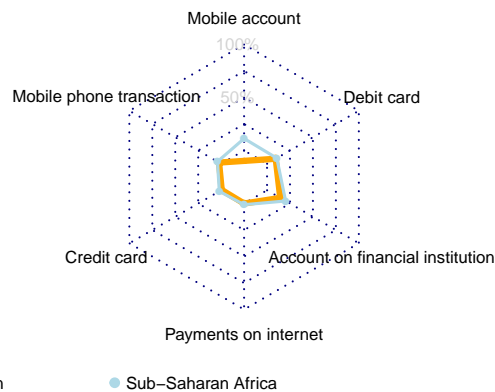 Mobile account
100%
Mobile phone transaction
50%
Debit card
Credit card
Account on financial institution
Payments on internet
n
Sub−Saharan Africa